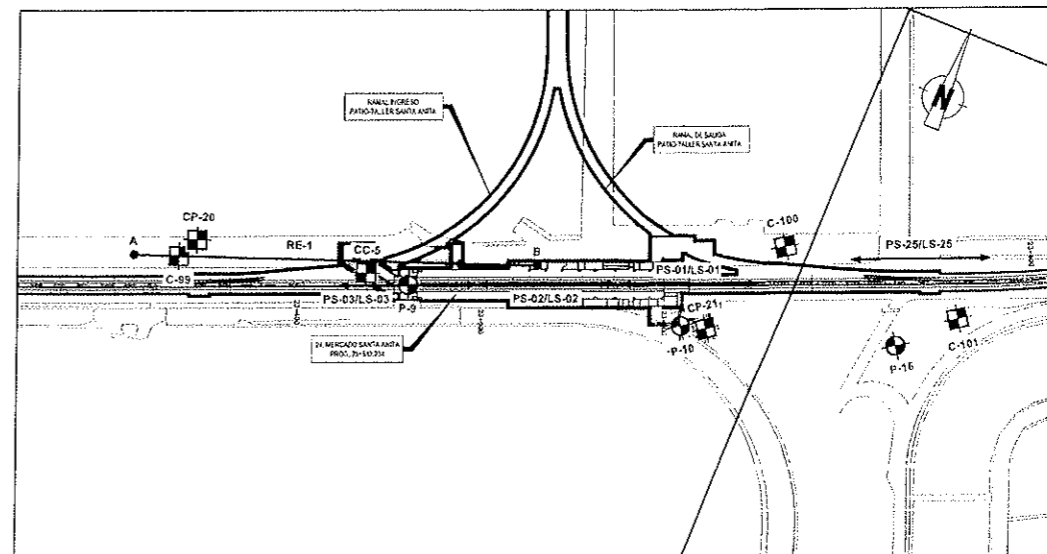 N
RAMAL INGRESO
PATIO-TALLER SANTA ANITA
RAMAL DE SALIDA
PATIO-TALLER SANTA ANITA
CP-20
C-100
A
RE-1
CC-5
B
PS-25/LS-25
C-99
PS-01/LS-01
PS-03/LS-03
PS-02/LS-02
P-9
CP-21
P-10
C-101
P-16
MERCADO SANTA ANITA